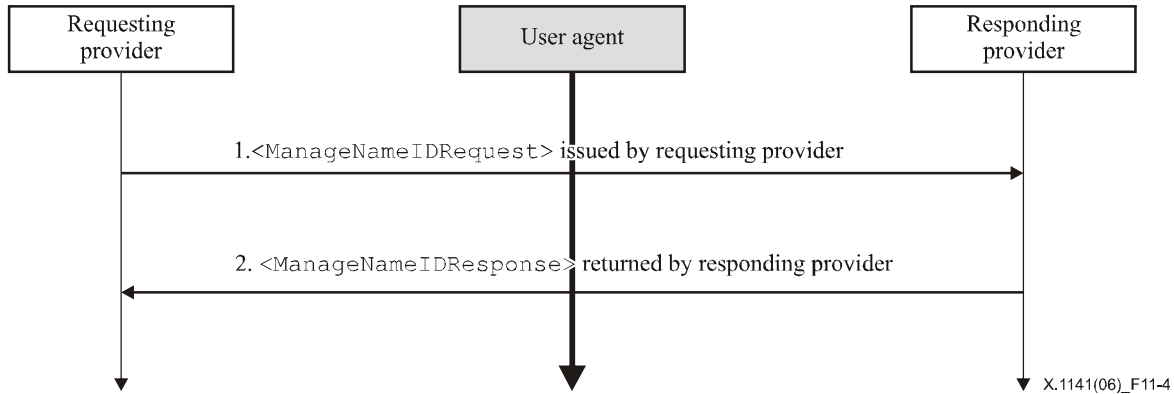 Requesting
provider
User agent
Responding
provider
1.<ManageNameIDRequest> issued by requesting provider
2. <ManageNameIDResponse> returned by responding provider
X.1141(06)_F11-4